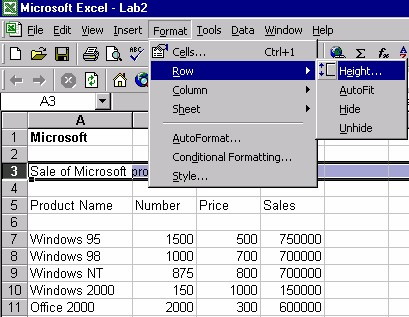 Microsoft Excel - Lab2
File Edit View Insert Format Tools Data Window Help
Cells... Ctrl+1
Row
Column
Sheet
AutoFormat...
Conditional Formatting...
Style...
Height...
AutoFit
Hide
Unhide
ABC
Σ fx
A3
A
1 Microsoft
2
3 Sale of Microsoft
4
5 Product Name Number Price Sales
6
7 Windows 95 1500 500 750000
8 Windows 98 1000 700 700000
9 Windows NT 875 800 700000
10 Windows 2000 150 1000 150000
11 Office 2000 2000 300 600000